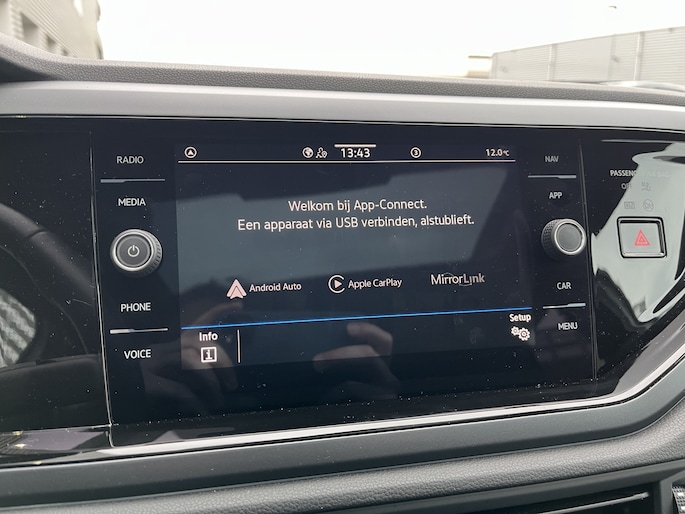 RADIO
MEDIA
PHONE
VOICE
13:43
3
12.0°C
Welkom bij App-Connect.
Een apparaat via USB verbinden, alstublieft.
Android Auto
Apple CarPlay
MirrorLink
Info
Setup
NAV
APP
CAR
MENU